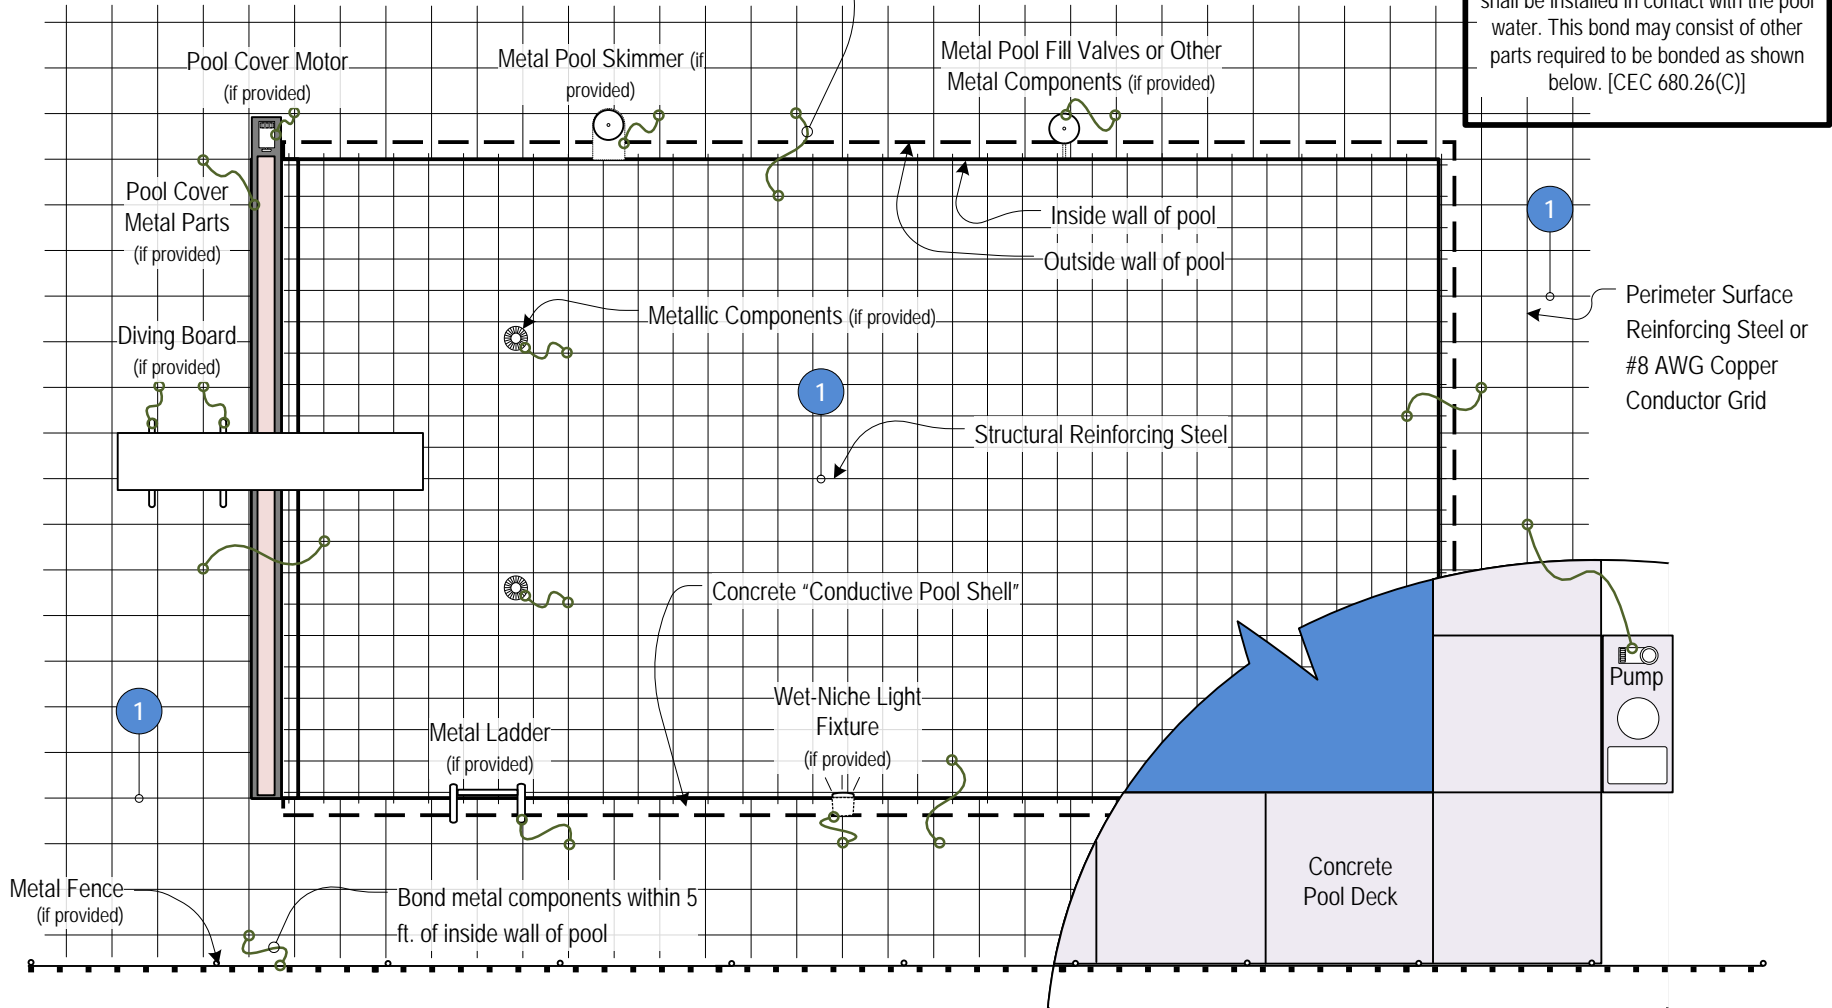 shall be installed in contact with the pool
water. This bond may consist of other
parts required to be bonded as shown
below. [CEC 680.26(C)]
Pool Cover Motor
(if provided)
Metal Pool Skimmer (if
provided)
Metal Pool Fill Valves or Other
Metal Components (if provided)
Pool Cover
Metal Parts
(if provided)
Inside wall of pool
Outside wall of pool
1
Perimeter Surface
Reinforcing Steel or
#8 AWG Copper
Conductor Grid
Metallic Components (if provided)
Diving Board
(if provided)
1
Structural Reinforcing Steel
Concrete “Conductive Pool Shell”
1
Metal Ladder
(if provided)
Wet-Niche Light
Fixture
(if provided)
Pump
Concrete
Pool Deck
Metal Fence
(if provided)
Bond metal components within 5
ft. of inside wall of pool